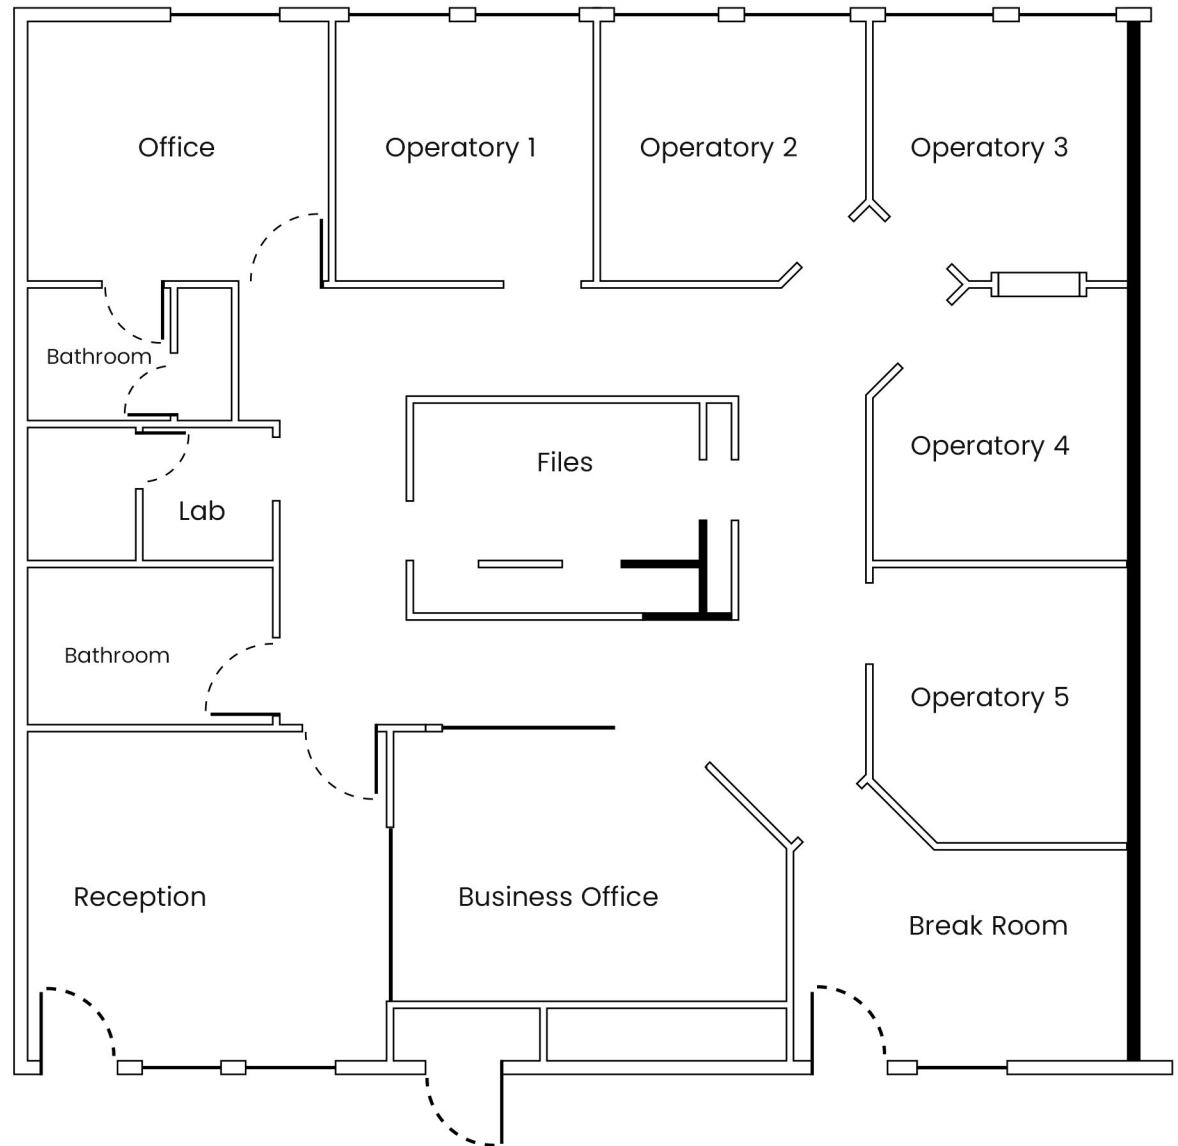 Office
Operatory 1
Operatory 2
Operatory 3
Bathroom
Operatory 4
Files
Lab
Bathroom
Operatory 5
Reception
Business Office
Break Room